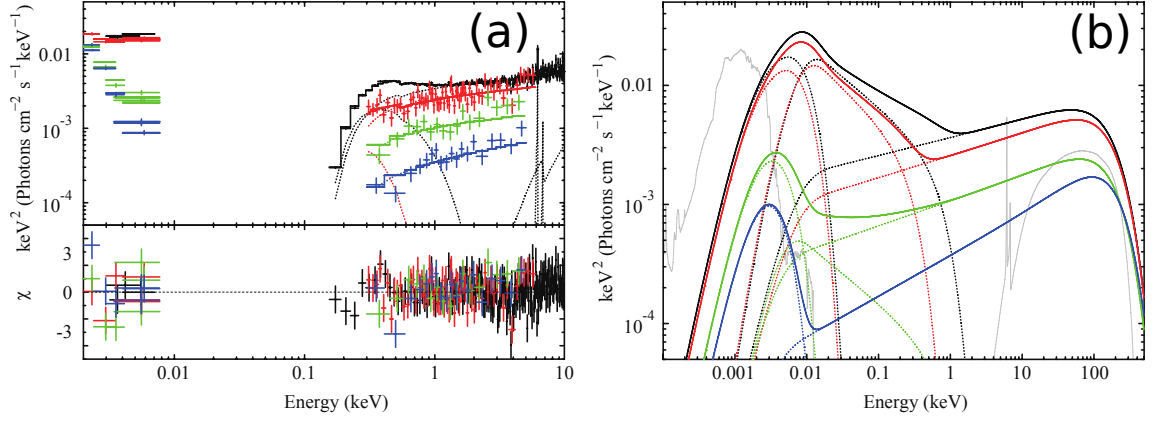 (a)
keV² (Photons cm⁻² s⁻¹ keV⁻¹)
0.01
10⁻³
10⁻⁴
χ
3
0
-3
0.01
0.1
1
10
Energy (keV)
(b)
keV² (Photons cm⁻² s⁻¹ keV⁻¹)
0.01
10⁻³
10⁻⁴
0.001
0.01
0.1
1
10
100
Energy (keV)